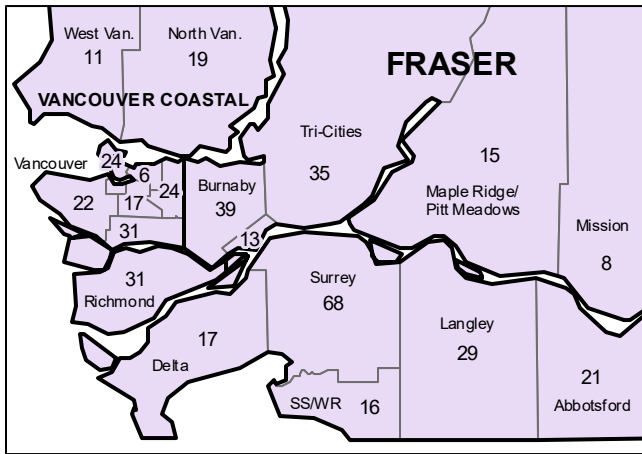 West Van.
11
North Van.
19
VANCOUVER COASTAL
FRASER
Tri-Cities
35
15
Maple Ridge/
Pitt Meadows
Mission
8
Vancouver
24
6
24
22
17
31
Burnaby
39
13
31
Richmond
Surrey
68
17
Delta
Langley
29
SS/WR
16
21
Abbotsford